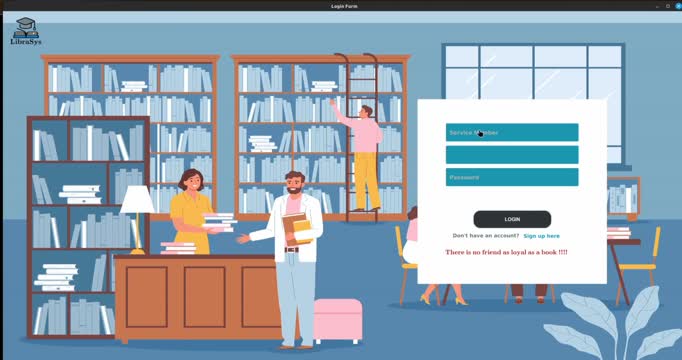 Login Form
LibraSys
Service Number
Password
LOGIN
Don't have an account? Sign up here
There is no friend as loyal as a book !!!!